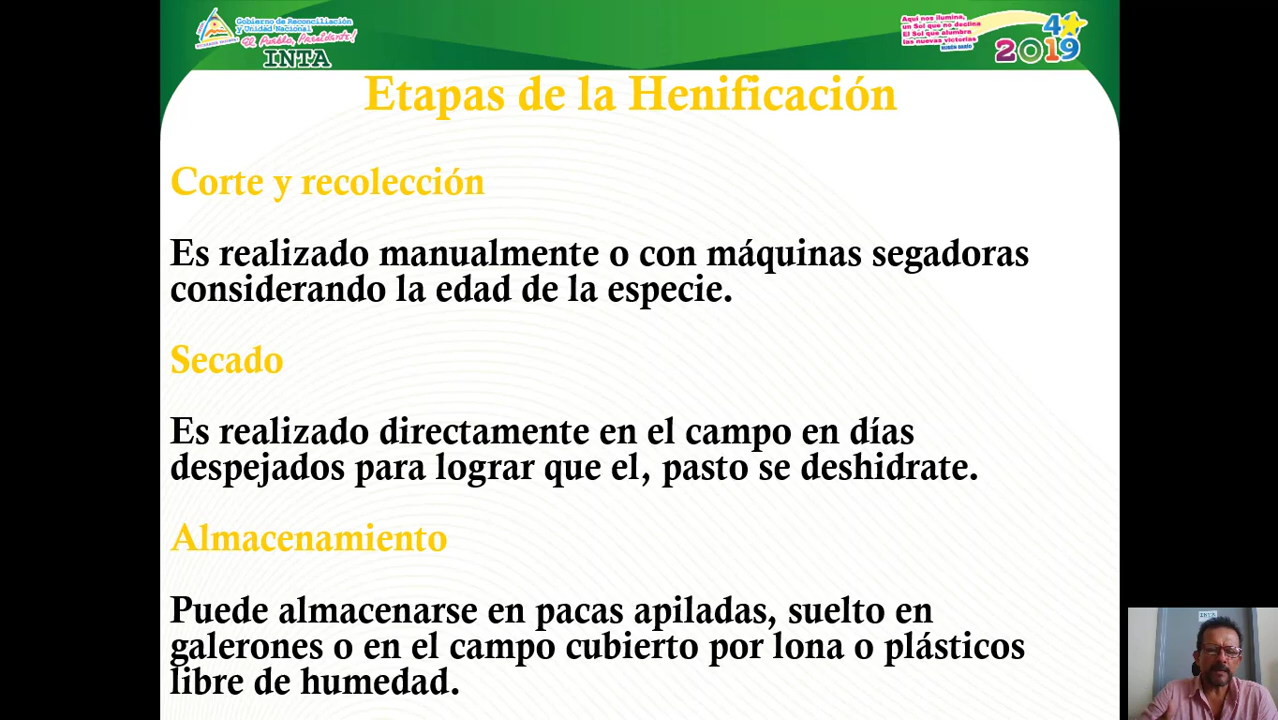 Gobierno de Reconciliación
y Unidad Nacional
El Pueblo, Presidente!
INTA
Aquí nos ilumina,
un Sol que no declina
El Sol que alumbra
las nuevas victorias
RUBÉN DARÍO
2019
Etapas de la Henificación
Corte y recolección
Es realizado manualmente o con máquinas segadoras
considerando la edad de la especie.
Secado
Es realizado directamente en el campo en días
despejados para lograr que el, pasto se deshidrate.
Almacenamiento
Puede almacenarse en pacas apiladas, suelto en
galerones o en el campo cubierto por lona o plásticos
libre de humedad.
INTA